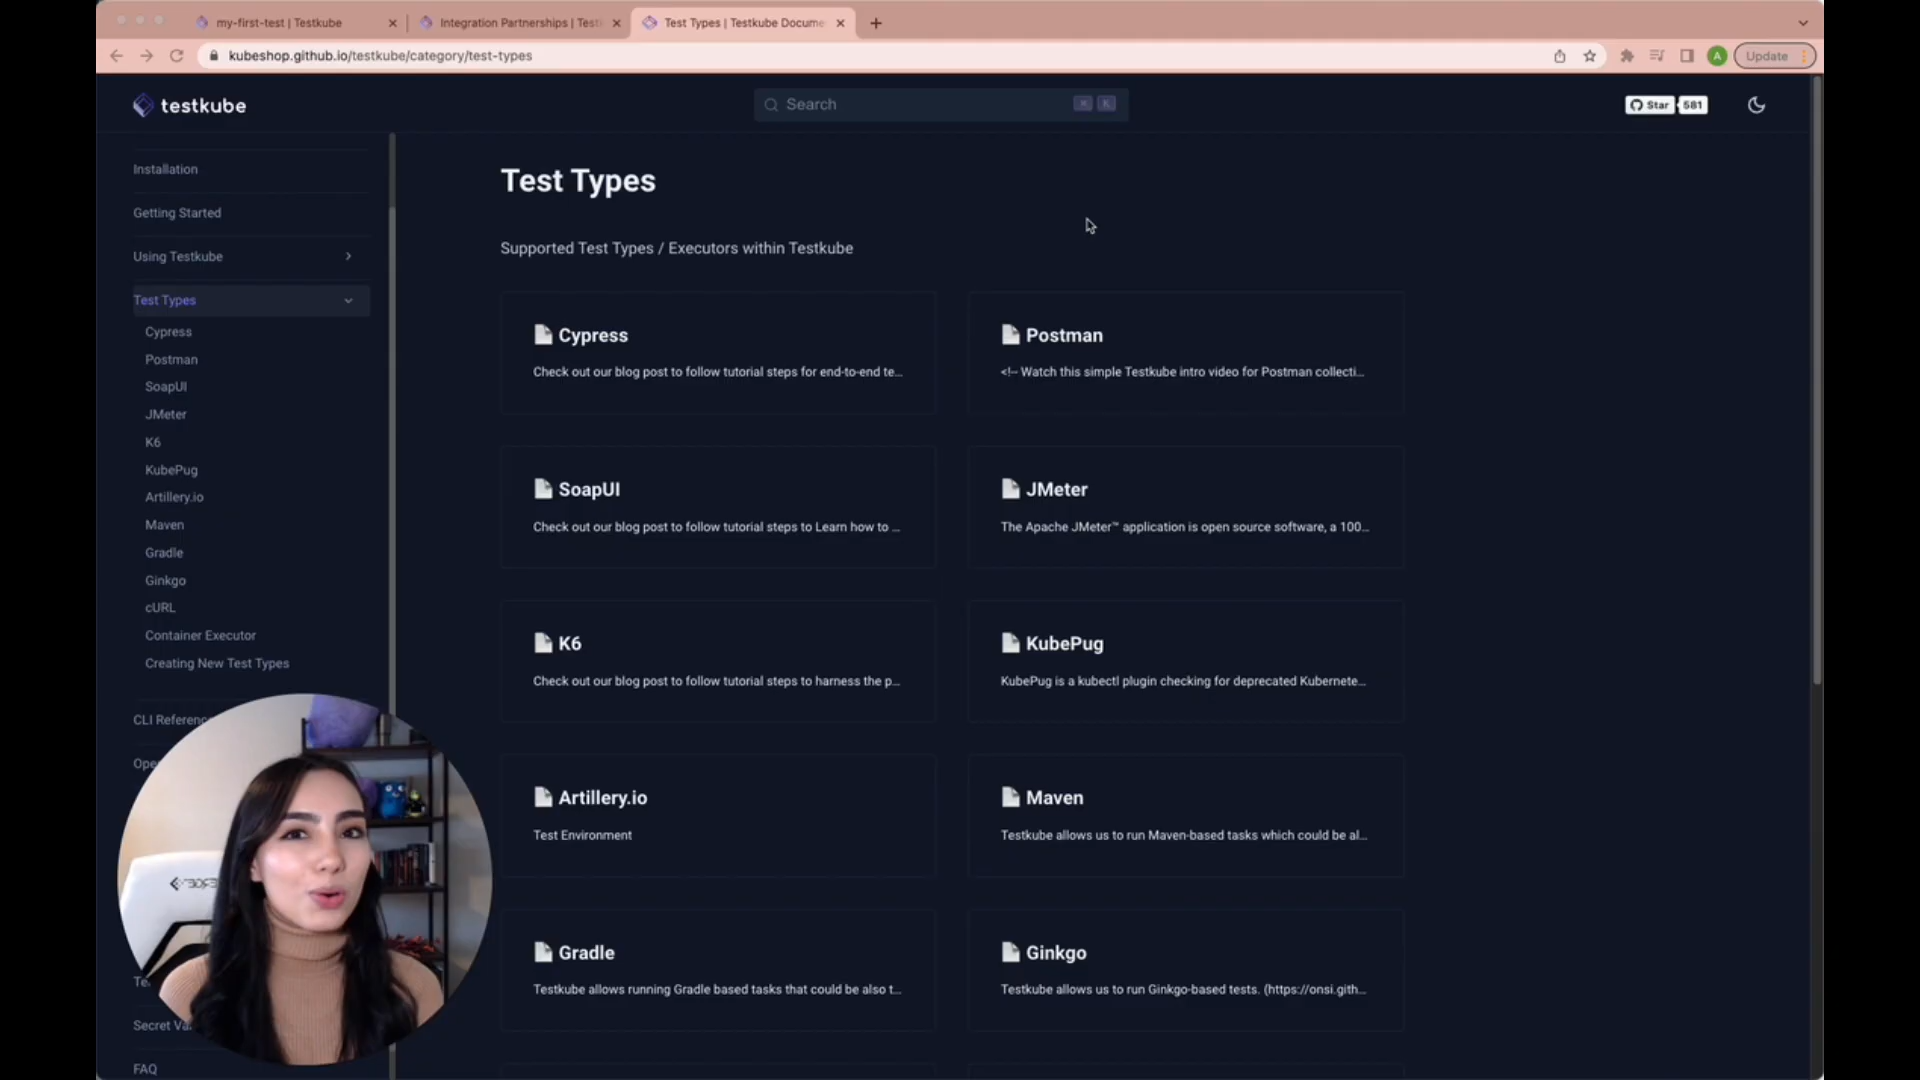 my-first-test | Testkube
Integration Partnerships | Test
Test Types | Testkube Docume
kubeshop.github.io/testkube/category/test-types
A
Update
testkube
Search
⌘ K
Star
581
Installation
Getting Started
Using Testkube
Test Types
Cypress
Postman
SoapUI
JMeter
K6
KubePug
Artillery.io
Maven
Gradle
Ginkgo
cURL
Container Executor
Creating New Test Types
CLI Reference
Secret
FAQ
Test Types
Supported Test Types / Executors within Testkube
Cypress
Check out our blog post to follow tutorial steps for end-to-end te...
Postman
<!-- Watch this simple Testkube intro video for Postman collecti...
SoapUI
Check out our blog post to follow tutorial steps to Learn how to ...
JMeter
The Apache JMeter™ application is open source software, a 100...
K6
Check out our blog post to follow tutorial steps to harness the p...
KubePug
KubePug is a kubectl plugin checking for deprecated Kubernete...
Artillery.io
Test Environment
Maven
Testkube allows us to run Maven-based tasks which could be al...
Gradle
Testkube allows running Gradle based tasks that could be also t...
Ginkgo
Testkube allows us to run Ginkgo-based tests. (https://onsi.gith...